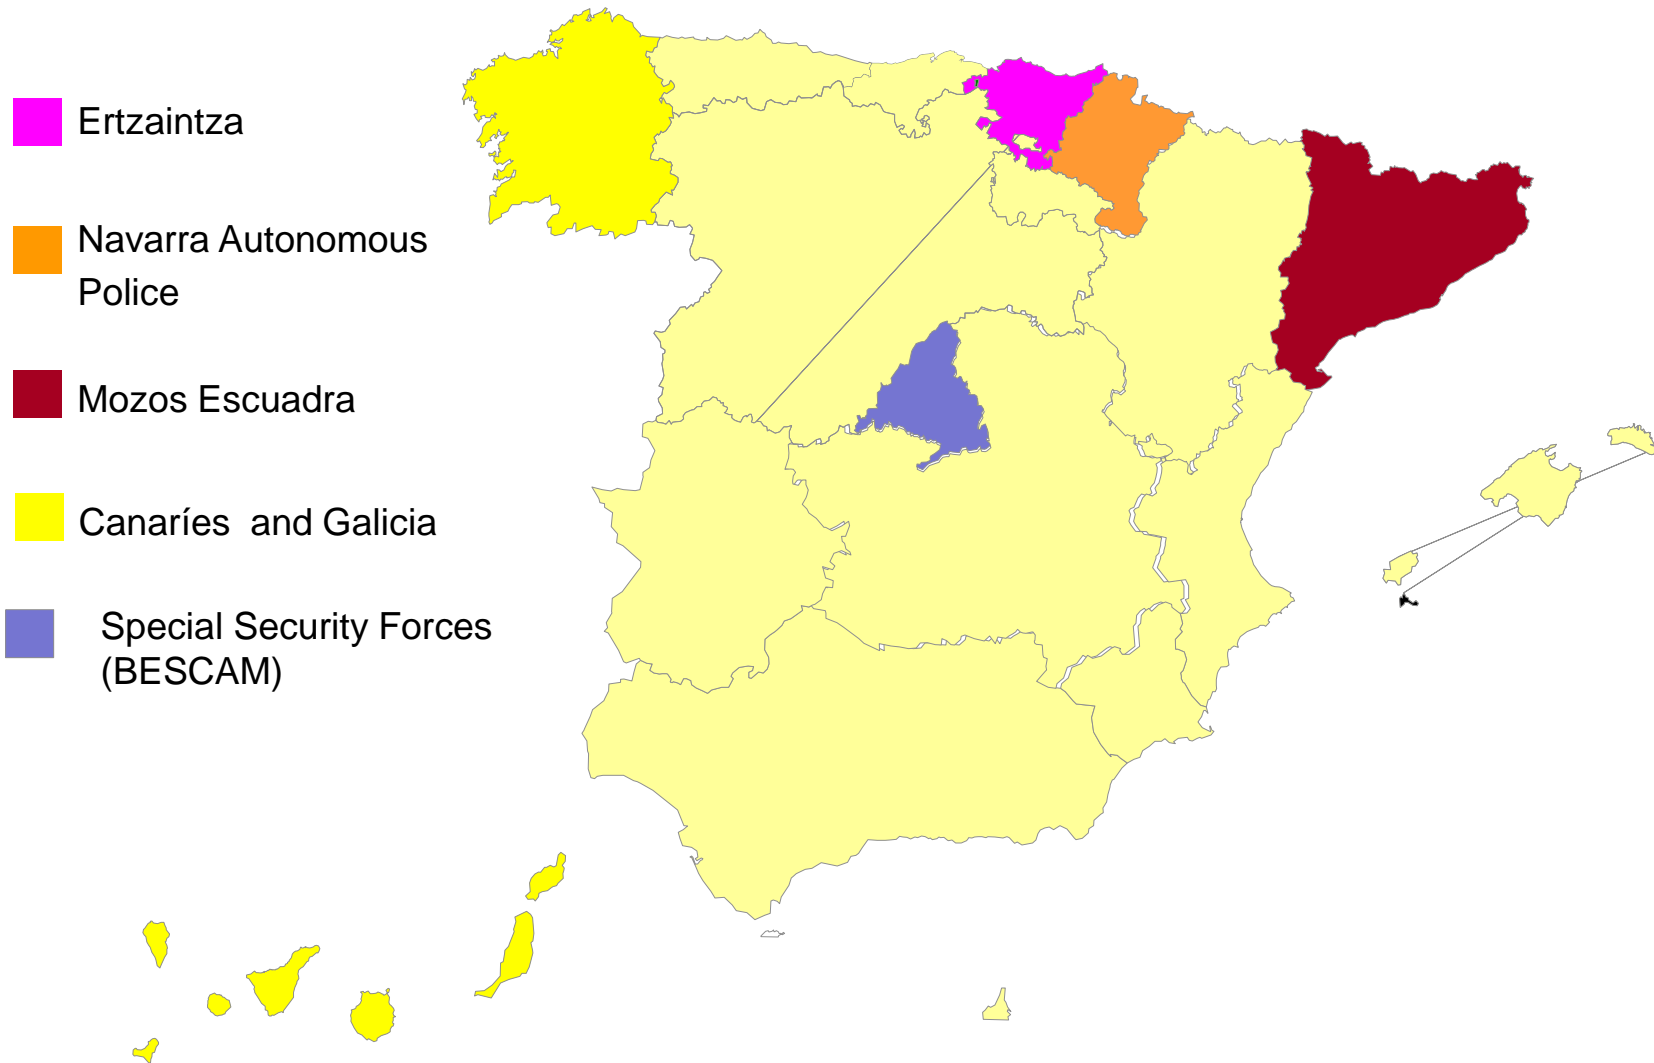 Ertzaintza
Navarra Autonomous
Police
Mozos Escuadra
Canaríes  and Galicia
Special Security Forces
(BESCAM)